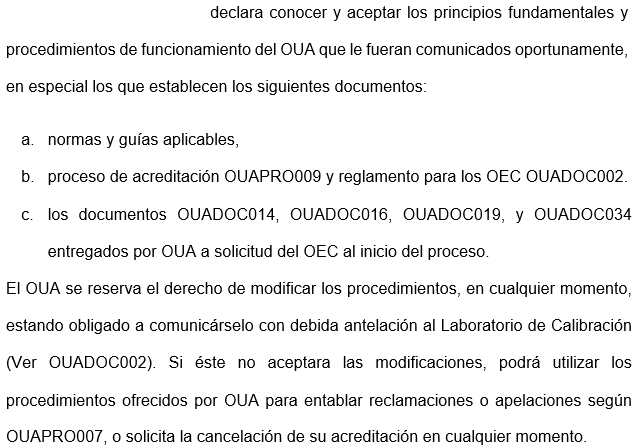 declara conocer y aceptar los principios fundamentales y
procedimientos de funcionamiento del OUA que le fueran comunicados oportunamente,
en especial los que establecen los siguientes documentos:
a. normas y guías aplicables,
b. proceso de acreditación OUAPRO009 y reglamento para los OEC OUADOC002.
c. los documentos OUADOC014, OUADOC016, OUADOC019, y OUADOC034
entregados por OUA a solicitud del OEC al inicio del proceso.
El OUA se reserva el derecho de modificar los procedimientos, en cualquier momento,
estando obligado a comunicárselo con debida antelación al Laboratorio de Calibración
(Ver OUADOC002). Si éste no aceptara las modificaciones, podrá utilizar los
procedimientos ofrecidos por OUA para entablar reclamaciones o apelaciones según
OUAPRO007, o solicita la cancelación de su acreditación en cualquier momento.